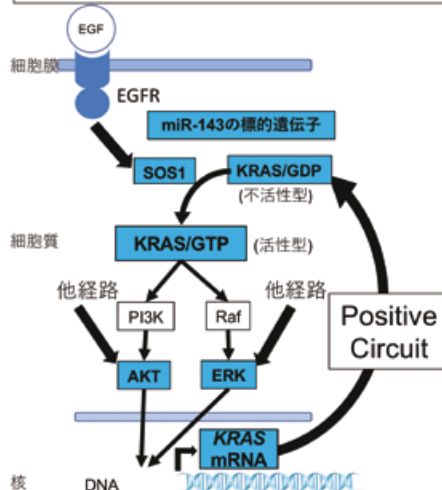 EGF
細胞膜
EGFR
miR-143の標的遺伝子
SOS1
KRAS/GDP
(不活性型)
細胞質
KRAS/GTP
(活性型)
他経路
他経路
PI3K
Raf
Positive
Circuit
AKT
ERK
KRAS
mRNA
核
DNA